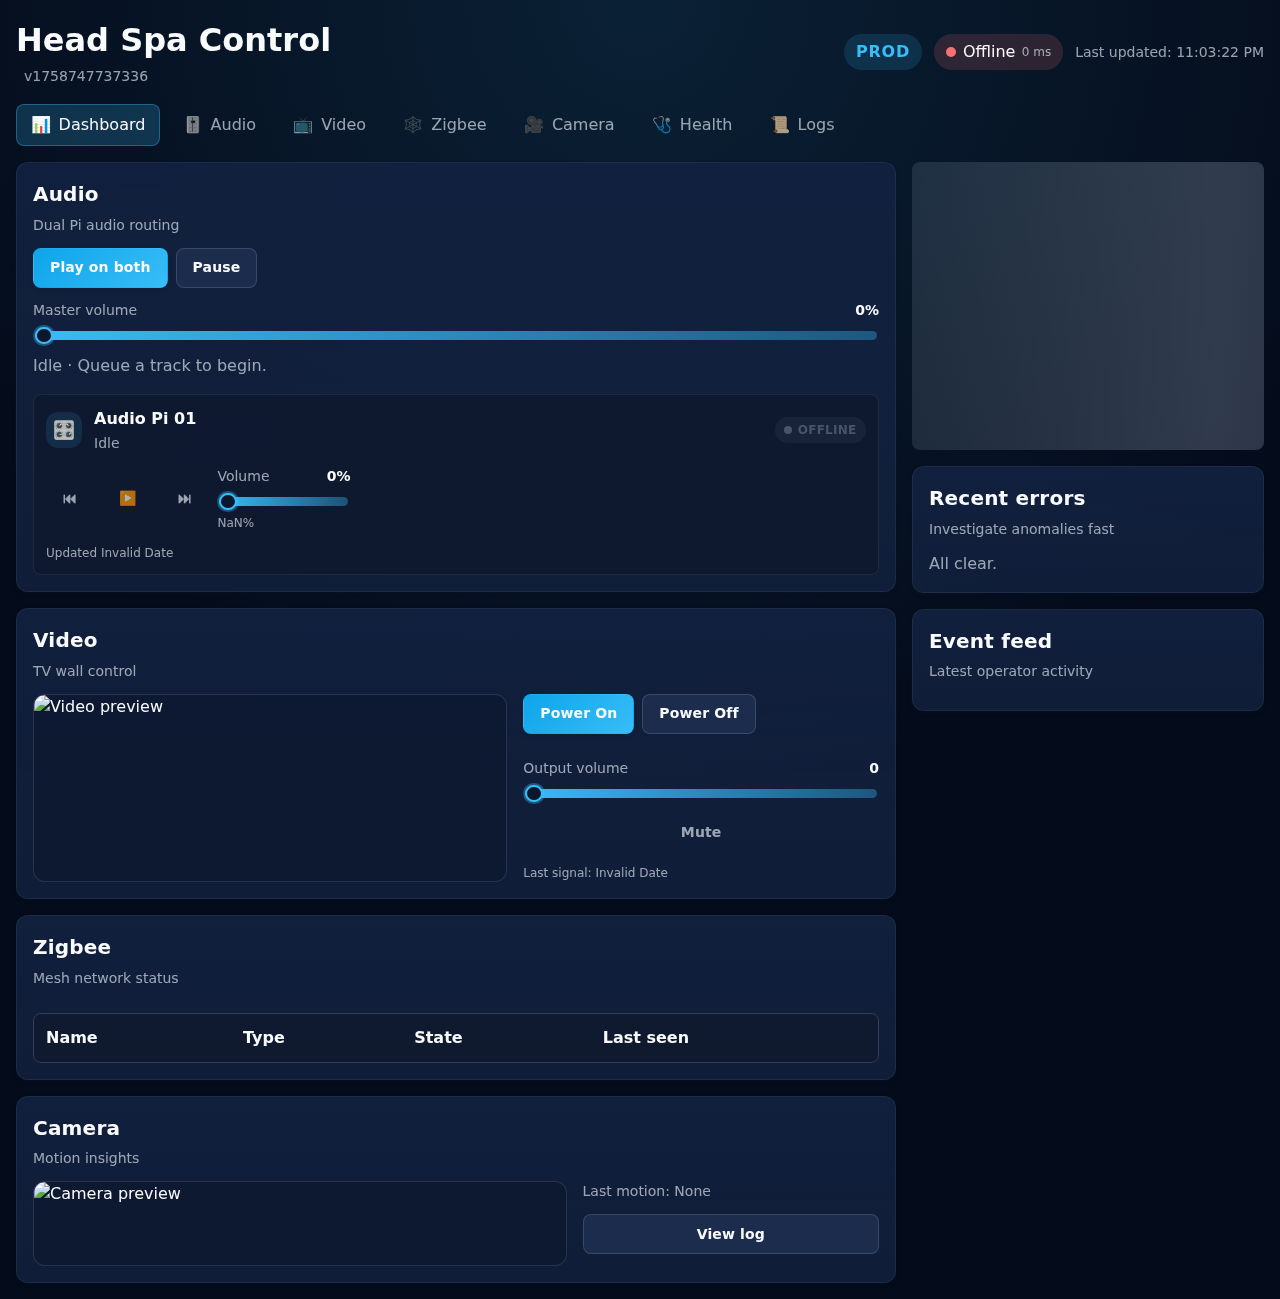 Head Spa Control
v1758747737336
PROD
Offline 0 ms
Last updated: 11:03:22 PM
Dashboard
Audio
Video
Zigbee
Camera
Health
Logs
Audio
Dual Pi audio routing
Play on both
Pause
Master volume
0%
Idle · Queue a track to begin.
Audio Pi 01
Idle
OFFLINE
Volume
0%
NaN%
Updated Invalid Date
Video
TV wall control
Video preview
Power On
Power Off
Output volume
0
Mute
Last signal: Invalid Date
Zigbee
Mesh network status
Name Type State Last seen
Camera
Motion insights
Camera preview
Last motion: None
View log
Recent errors
Investigate anomalies fast
All clear.
Event feed
Latest operator activity